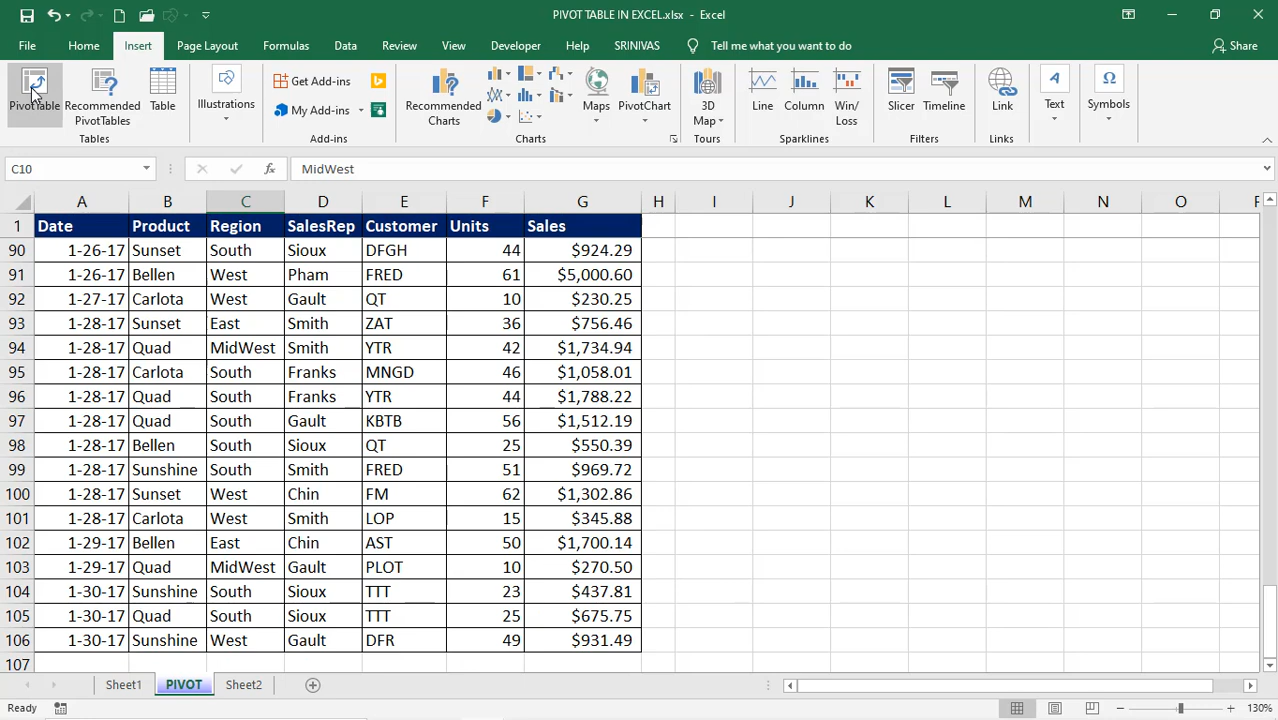 PIVOT TABLE IN EXCEL.xlsx - Excel
File Home Insert Page Layout Formulas Data Review View Developer Help SRINIVAS Tell me what you want to do Share
PivotTable
Recommended
PivotTables
Table
Tables
Illustrations
Get Add-ins
My Add-ins
Add-ins
Recommended
Charts
Maps
PivotChart
Charts
3D
Map
Tours
Line
Column
Win/
Loss
Sparklines
Slicer
Timeline
Filters
Link
Links
Text
Symbols
C10 fx MidWest
A B C D E F G H I J K L M N O P
1 Date Product Region SalesRep Customer Units Sales
90 1-26-17 Sunset South Sioux DFGH 44 $924.29
91 1-26-17 Bellen West Pham FRED 61 $5,000.60
92 1-27-17 Carlota West Gault QT 10 $230.25
93 1-28-17 Sunset East Smith ZAT 36 $756.46
94 1-28-17 Quad MidWest Smith YTR 42 $1,734.94
95 1-28-17 Carlota South Franks MNGD 46 $1,058.01
96 1-28-17 Quad South Franks YTR 44 $1,788.22
97 1-28-17 Quad South Gault KBTB 56 $1,512.19
98 1-28-17 Bellen South Sioux QT 25 $550.39
99 1-28-17 Sunshine South Smith FRED 51 $969.72
100 1-28-17 Sunset West Chin FM 62 $1,302.86
101 1-28-17 Carlota West Smith LOP 15 $345.88
102 1-29-17 Bellen East Chin AST 50 $1,700.14
103 1-29-17 Quad MidWest Gault PLOT 10 $270.50
104 1-30-17 Sunshine South Sioux TTT 23 $437.81
105 1-30-17 Quad South Sioux TTT 25 $675.75
106 1-30-17 Sunshine West Gault DFR 49 $931.49
107
Sheet1 PIVOT Sheet2
Ready 130%